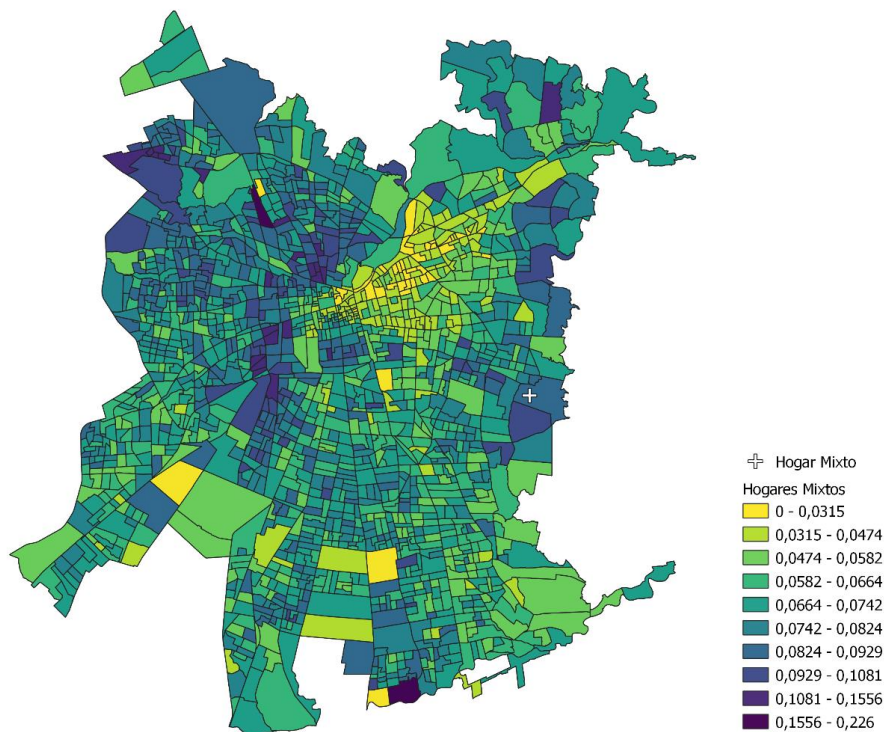 Hogar Mixto
Hogares Mixtos
0 - 0,0315
0,0315 - 0,0474
0,0474 - 0,0582
0,0582 - 0,0664
0,0664 - 0,0742
0,0742 - 0,0824
0,0824 - 0,0929
0,0929 - 0,1081
0,1081 - 0,1556
0,1556 - 0,226